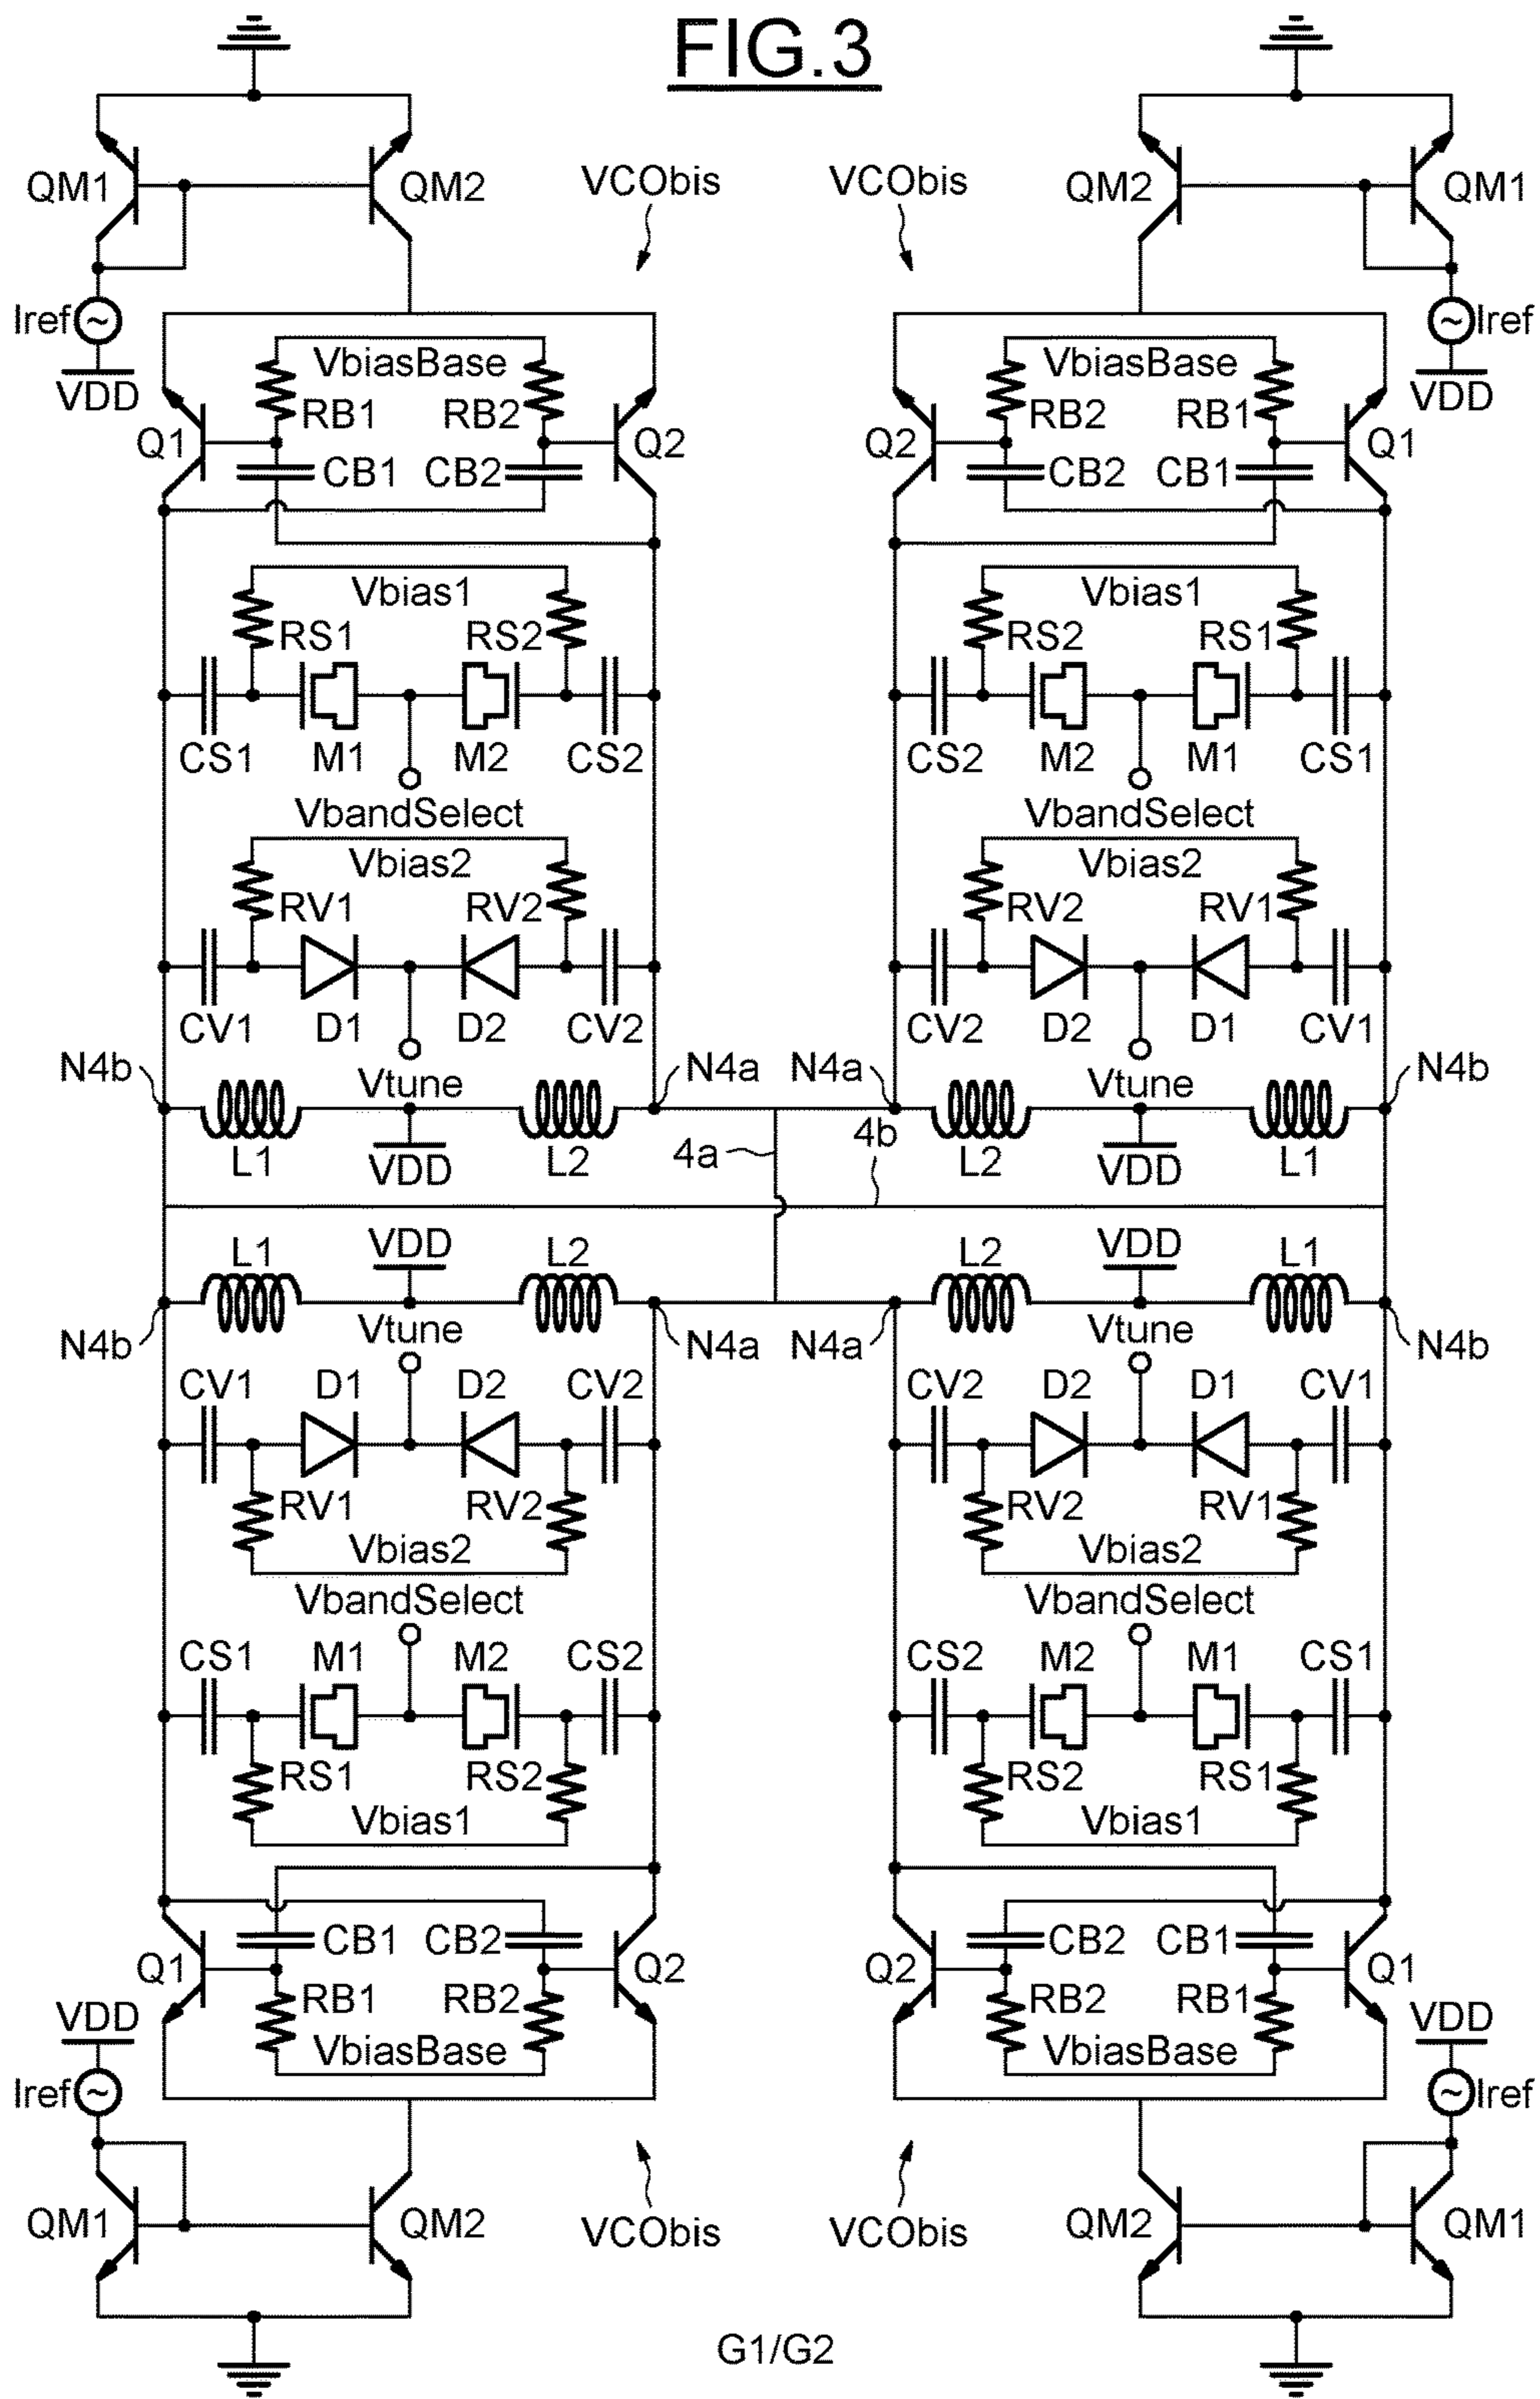 FIG.3
QM1 QM2 VCObis VCObis QM2 QM1
Iref Iref
VDD VbiasBase VbiasBase VDD
RB1 RB2 RB2 RB1
Q1 Q2 Q2 Q1
CB1 CB2 CB2 CB1
Vbias1 Vbias1
RS1 RS2 RS2 RS1
CS1 M1 M2 CS2 CS2 M2 M1 CS1
VbandSelect VbandSelect
Vbias2 Vbias2
RV1 RV2 RV2 RV1
CV1 D1 D2 CV2 CV2 D2 D1 CV1
N4b Vtune N4a N4a Vtune N4b
4b
L1 VDD L2 4a L2 VDD L1
L1 VDD L2 L2 VDD L1
N4b Vtune N4a N4a Vtune N4b
CV1 D1 D2 CV2 CV2 D2 D1 CV1
RV1 RV2 RV2 RV1
Vbias2 Vbias2
VbandSelect VbandSelect
CS1 M1 M2 CS2 CS2 M2 M1 CS1
RS1 RS2 RS2 RS1
Vbias1 Vbias1
CB1 CB2 CB2 CB1
Q1 Q2 Q2 Q1
RB1 RB2 RB2 RB1
VDD VbiasBase VbiasBase VDD
Iref Iref
QM1 QM2 VCObis VCObis QM2 QM1
G1/G2